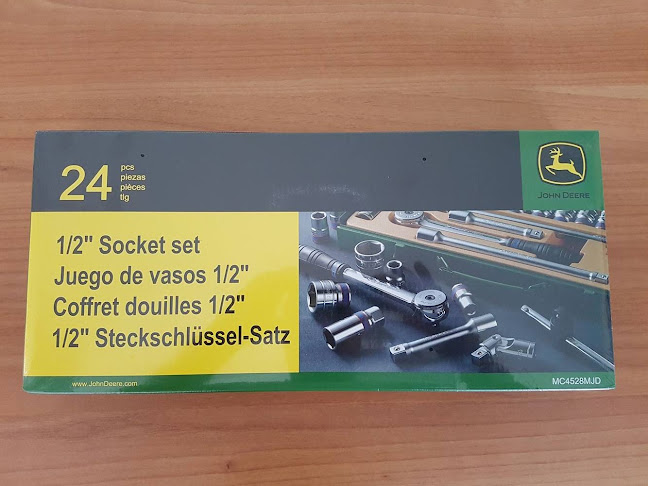 24
pcs
piezas
pièces
tlg
JOHN DEERE
1/2" Socket set
Juego de vasos 1/2"
Coffret douilles 1/2"
1/2" Steckschlüssel-Satz
www.JohnDeere.com
MC4528MJD